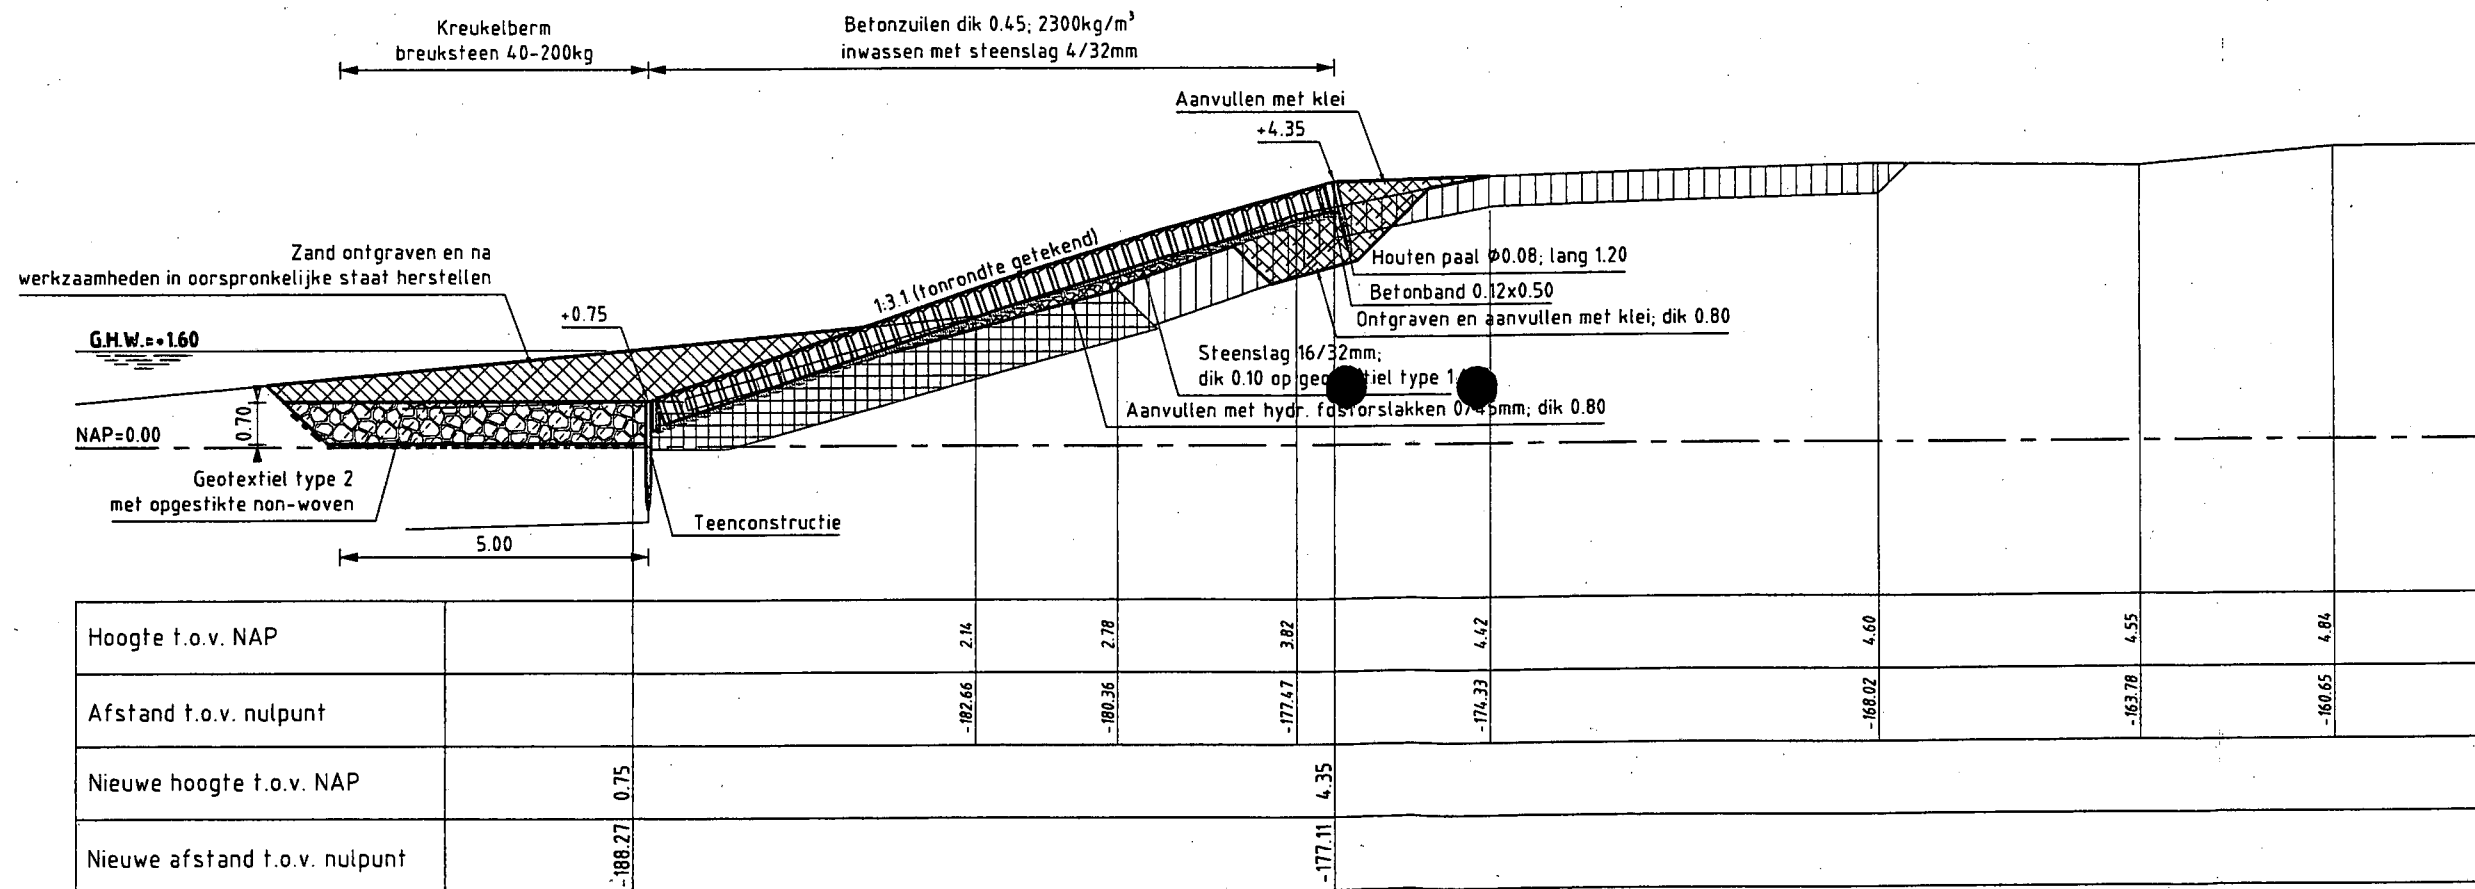 Kreukelberm
breuksteen 40-200kg
Betonzuilen dik 0.45; 2300kg/m³
inwassen met steenslag 4/32mm
Aanvullen met klei
+4.35
Zand ontgraven en na
werkzaamheden in oorspronkelijke staat herstellen
1:3.1 (tonrondte getekend)
+0.75
G.H.W.=+1.60
Houten paal Ø0.08; lang 1.20
Betonband 0.12x0.50
Ontgraven en aanvullen met klei; dik 0.80
Steenslag 16/32mm;
dik 0.10 op type 1
Aanvullen met hydr. fosforslakken 0/45mm; dik 0.80
0.70
NAP=0.00
Geotextiel type 2
met opgestikte non-woven
Teenconstructie
5.00
Hoogte t.o.v. NAP 2.14 2.78 3.82 4.42 4.60 4.55 4.84
Afstand t.o.v. nulpunt -182.66 -180.36 -177.47 -174.33 -168.02 -163.78 -160.65
Nieuwe hoogte t.o.v. NAP 0.75 4.35
Nieuwe afstand t.o.v. nulpunt -188.27 -177.11